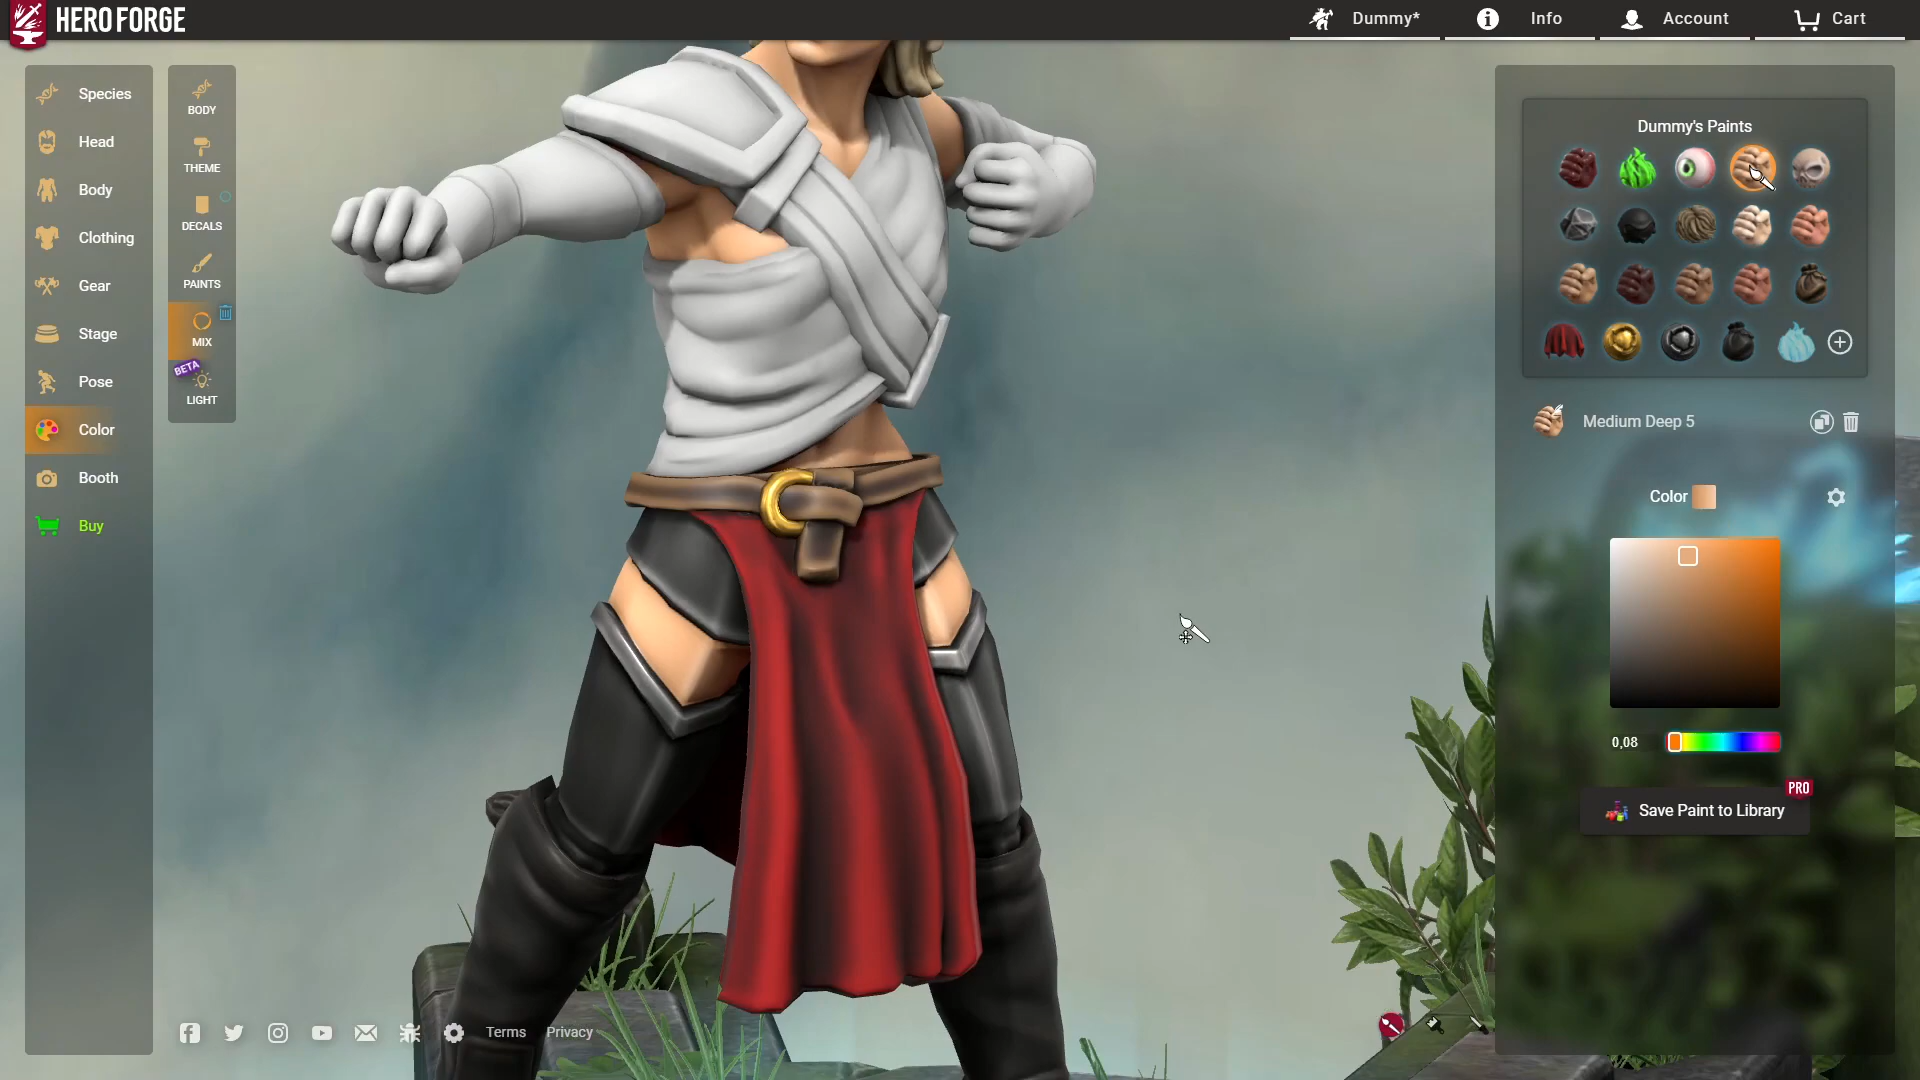 HERO FORGE
Dummy*
Info
Account
Cart
Species
Head
Body
Clothing
Gear
Stage
Pose
Color
Booth
Buy
BODY
THEME
DECALS
PAINTS
MIX
BETA
LIGHT
Dummy's Paints
Medium Deep 5
Color
0,08
PRO
Save Paint to Library
Terms
Privacy